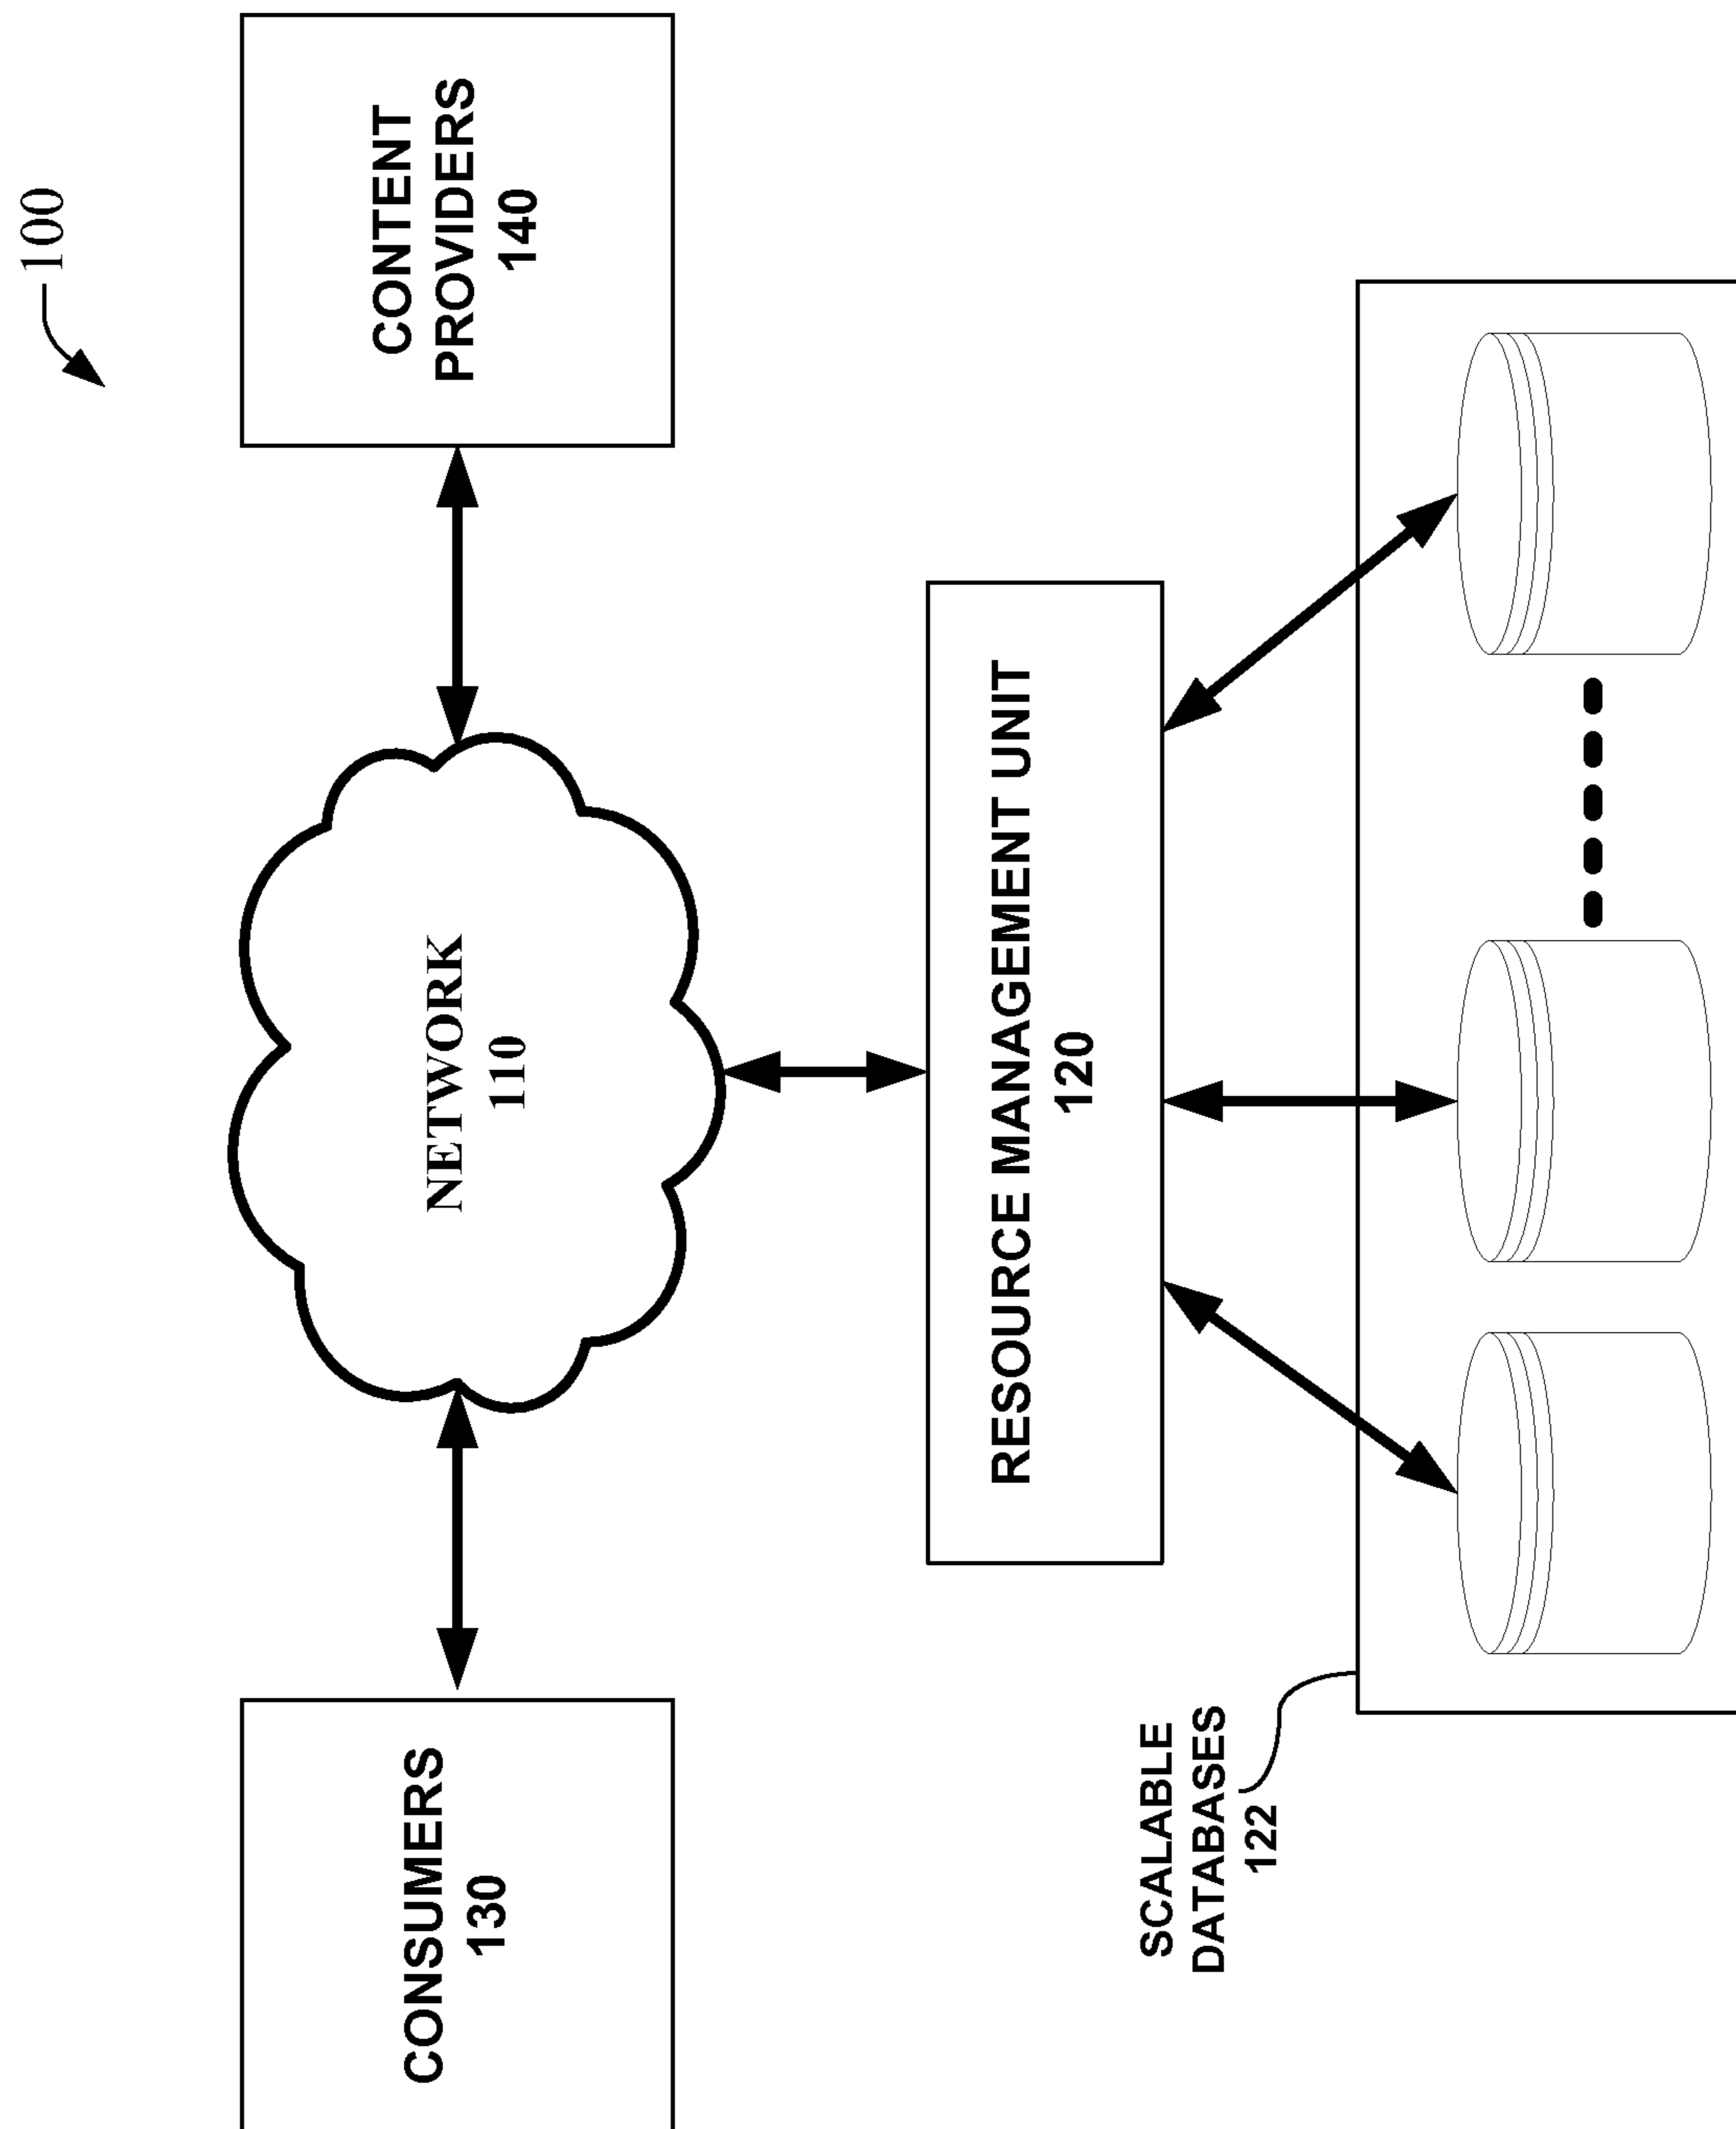 100
CONSUMERS
130
NETWORK
110
CONTENT
PROVIDERS
140
RESOURCE MANAGEMENT UNIT
120
SCALABLE
DATABASES
122